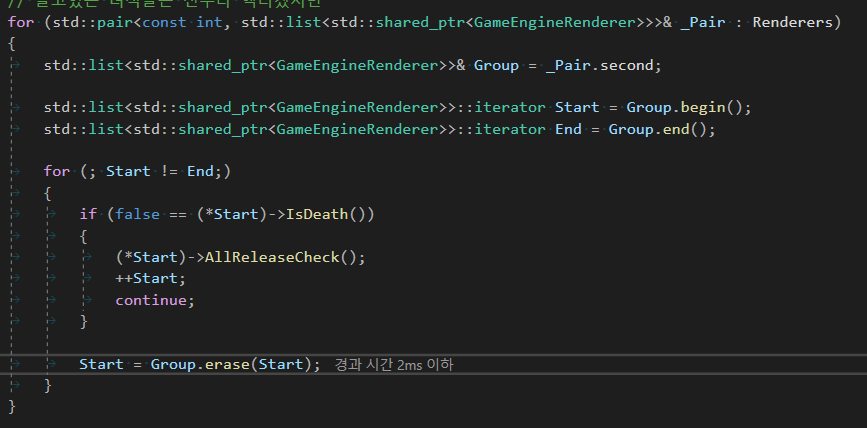 for (std::pair<const int, std::list<std::shared_ptr<GameEngineRenderer>>>& _Pair : Renderers)
{
    std::list<std::shared_ptr<GameEngineRenderer>>& Group = _Pair.second;
    std::list<std::shared_ptr<GameEngineRenderer>>::iterator Start = Group.begin();
    std::list<std::shared_ptr<GameEngineRenderer>>::iterator End = Group.end();
    for (; Start != End;)
    {
        if (false == (*Start)->IsDeath())
        {
            (*Start)->AllReleaseCheck();
            ++Start;
            continue;
        }
        Start = Group.erase(Start); 경과 시간 2ms 이하
    }
}